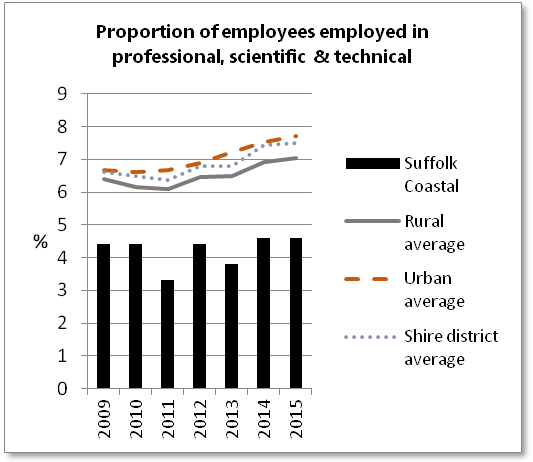 Proportion of employees employed in
professional, scientific & technical
9
8
7
6
5
4
3
2
1
0
%
2009
2010
2011
2012
2013
2014
2015
Suffolk
Coastal
Rural
average
Urban
average
Shire district
average